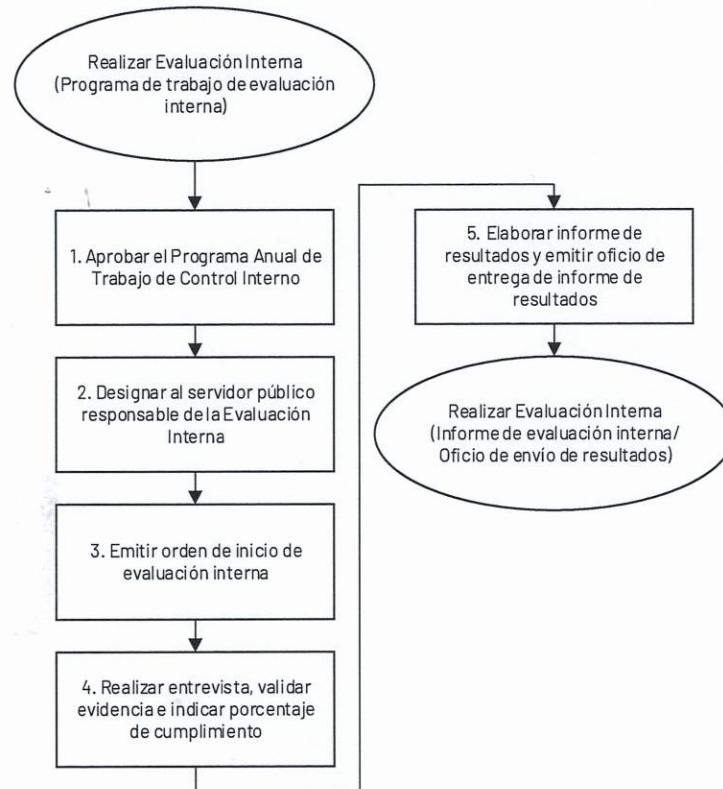 Realizar Evaluación Interna
(Programa de trabajo de evaluación
interna)
1. Aprobar el Programa Anual de
Trabajo de Control Interno
2. Designar al servidor público
responsable de la Evaluación
Interna
3. Emitir orden de inicio de
evaluación interna
4. Realizar entrevista, validar
evidencia e indicar porcentaje
de cumplimiento
5. Elaborar informe de
resultados y emitir oficio de
entrega de informe de
resultados
Realizar Evaluación Interna
(Informe de evaluación interna/
Oficio de envío de resultados)